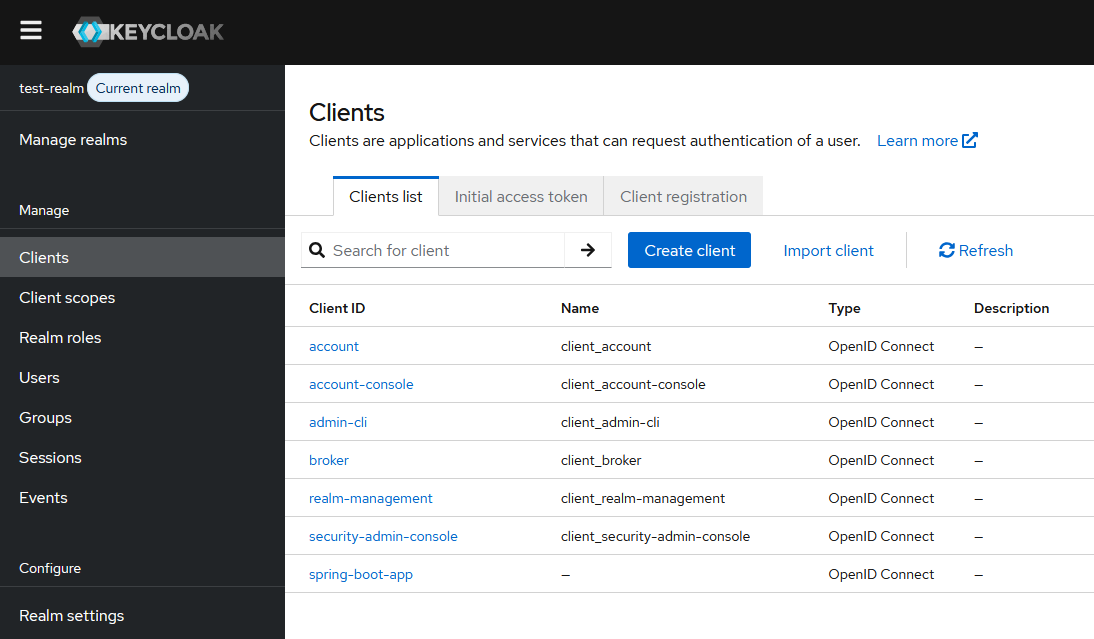 KEYCLOAK
test-realm Current realm
Manage realms
Manage
Clients
Client scopes
Realm roles
Users
Groups
Sessions
Events
Configure
Realm settings
Clients
Clients are applications and services that can request authentication of a user. Learn more
Clients list Initial access token Client registration
Search for client Create client Import client Refresh
Client ID Name Type Description
account client_account OpenID Connect –
account-console client_account-console OpenID Connect –
admin-cli client_admin-cli OpenID Connect –
broker client_broker OpenID Connect –
realm-management client_realm-management OpenID Connect –
security-admin-console client_security-admin-console OpenID Connect –
spring-boot-app – OpenID Connect –